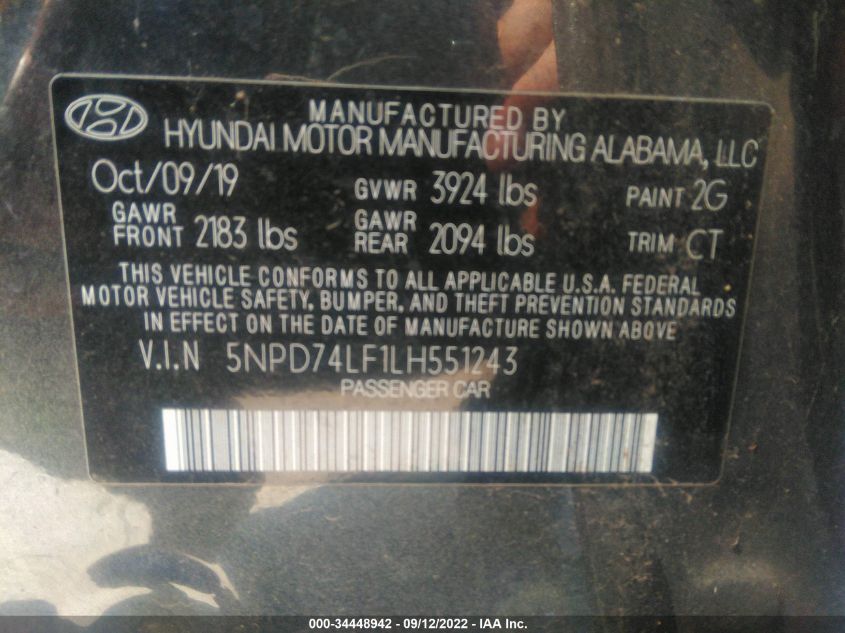 MANUFACTURED BY
HYUNDAI MOTOR MANUFACTURING ALABAMA, LLC
Oct/09/19 GVWR 3924 lbs PAINT 2G
GAWR FRONT 2183 lbs GAWR REAR 2094 lbs TRIM CT
THIS VEHICLE CONFORMS TO ALL APPLICABLE U.S.A. FEDERAL
MOTOR VEHICLE SAFETY, BUMPER, AND THEFT PREVENTION STANDARDS
IN EFFECT ON THE DATE OF MANUFACTURE SHOWN ABOVE.
V.I.N 5NPD74LF1LH551243
PASSENGER CAR
000-34448942 - 09/12/2022 - IAA Inc.